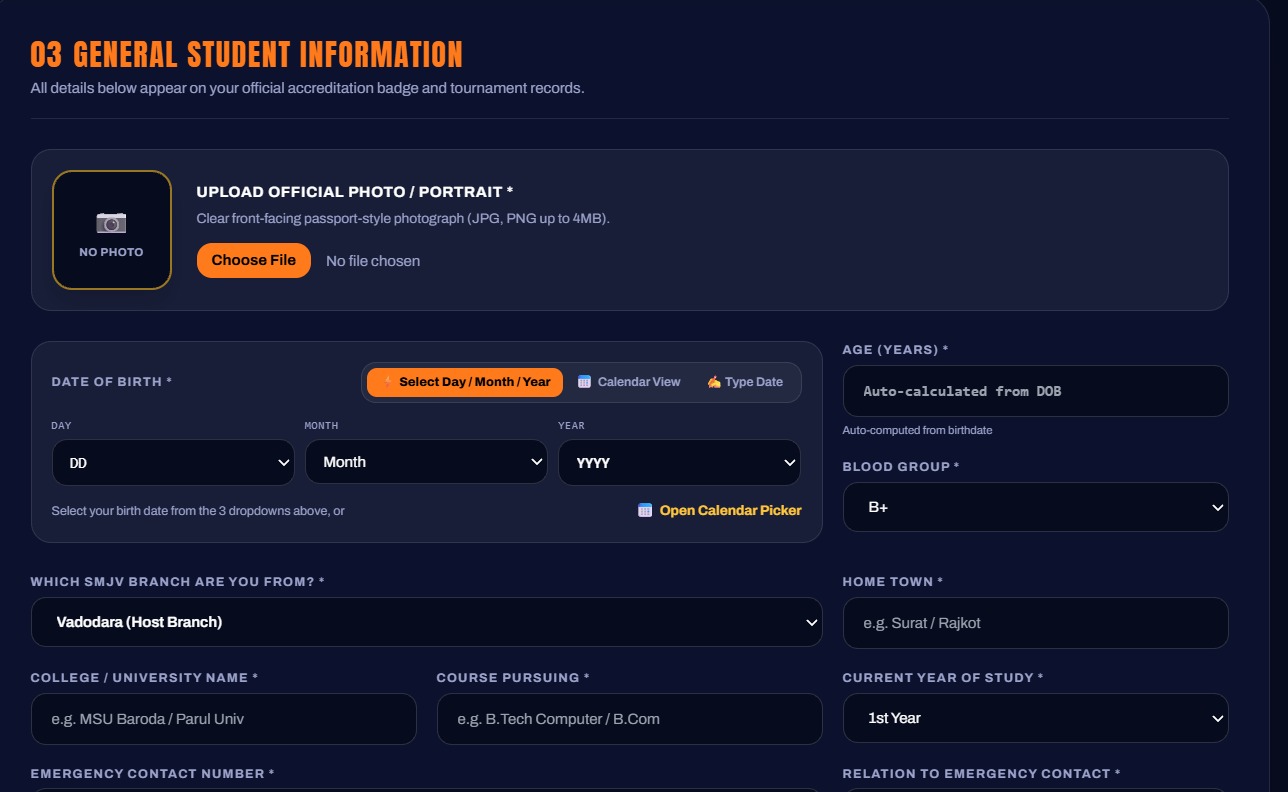 03 GENERAL STUDENT INFORMATION
All details below appear on your official accreditation badge and tournament records.
NO PHOTO
UPLOAD OFFICIAL PHOTO / PORTRAIT *
Clear front-facing passport-style photograph (JPG, PNG up to 4MB).
Choose File No file chosen
DATE OF BIRTH *
Select Day / Month / Year Calendar View Type Date
DAY MONTH YEAR
DD Month YYYY
Select your birth date from the 3 dropdowns above, or Open Calendar Picker
AGE (YEARS) *
Auto-calculated from DOB
Auto-computed from birthdate
BLOOD GROUP *
B+
WHICH SMJV BRANCH ARE YOU FROM? *
Vadodara (Host Branch)
HOME TOWN *
e.g. Surat / Rajkot
COLLEGE / UNIVERSITY NAME *
e.g. MSU Baroda / Parul Univ
COURSE PURSUING *
e.g. B.Tech Computer / B.Com
CURRENT YEAR OF STUDY *
1st Year
EMERGENCY CONTACT NUMBER *
RELATION TO EMERGENCY CONTACT *